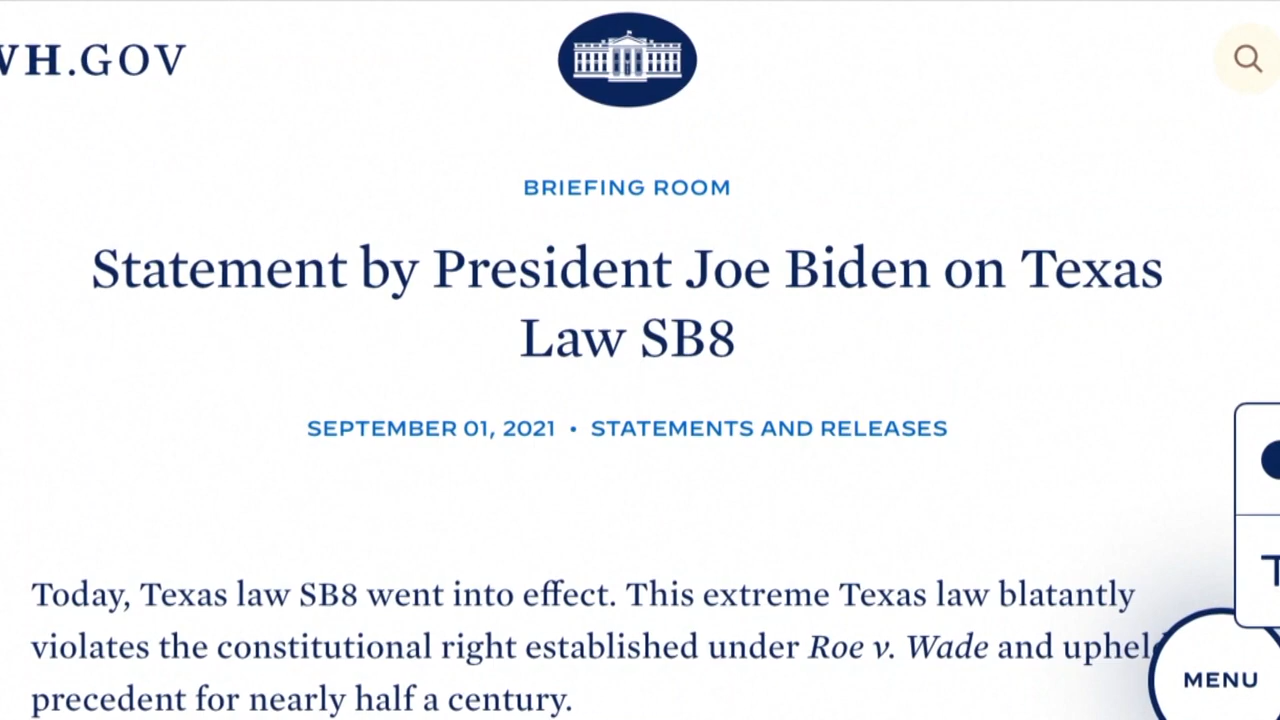 WH.GOV
BRIEFING ROOM
Statement by President Joe Biden on Texas
Law SB8
SEPTEMBER 01, 2021 • STATEMENTS AND RELEASES
Today, Texas law SB8 went into effect. This extreme Texas law blatantly
violates the constitutional right established under Roe v. Wade and upheld
precedent for nearly half a century.
T
MENU